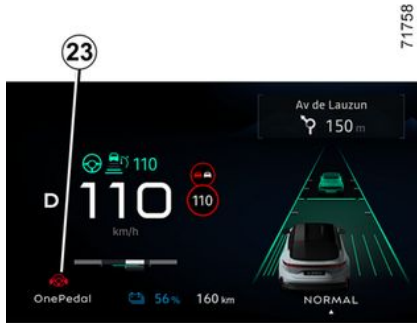 71758
23
Av de Lauzun
150 m
110
D
110
110
km/h
OnePedal
56%
160 km
NORMAL